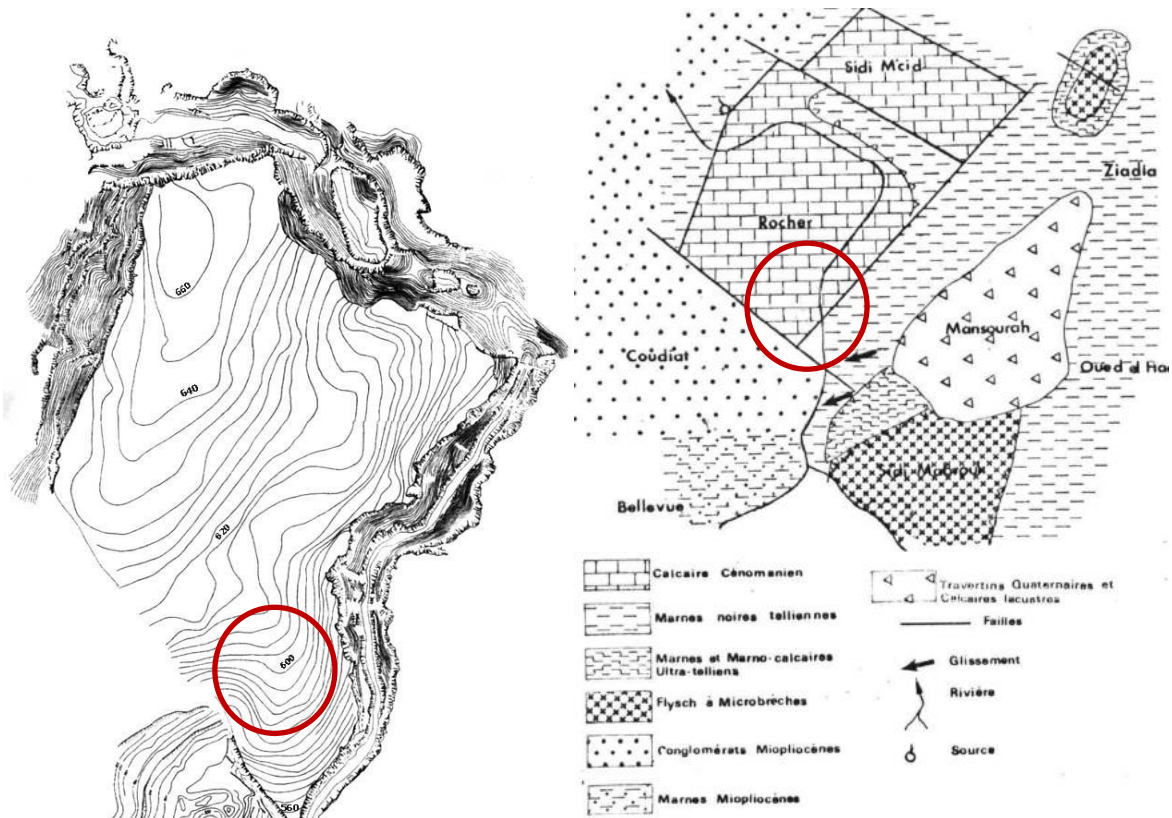 660
640
620
600
560
Sidi M'cid
Ziadia
Rocher
Mansourah
Coudiat
Oued el Had
Sidi Mabrouk
Bellevue
Calcaire Cénomanien
Marnes noires telliennes
Marnes et Marno-calcaires
Ultra-telliens
Flysch à Microbrèches
Conglomérats Miopliocènes
Marnes Miopliocènes
Travertins Quaternaires et
Calcaires lacustres
Failles
Glissement
Rivière
Source